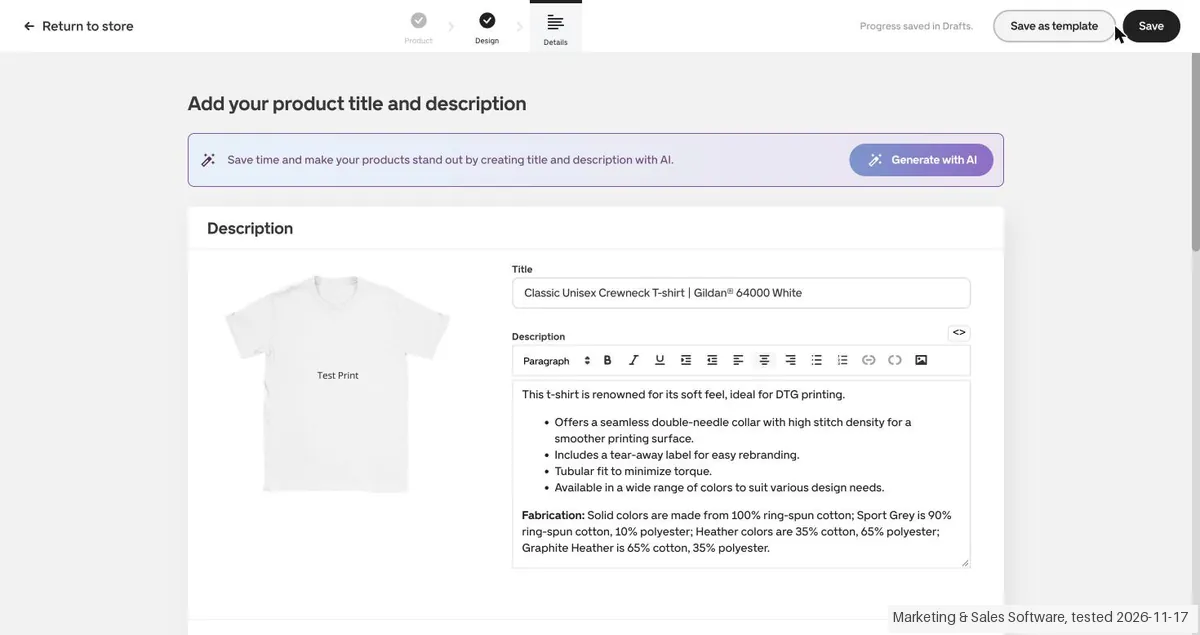 Return to store
Product
Design
Details
Progress saved in Drafts.
Save as template
Save
Add your product title and description
Save time and make your products stand out by creating title and description with AI.
Generate with AI
Description
Test Print
Title
Classic Unisex Crewneck T-shirt | Gildan® 64000 White
Description
<>
Paragraph
B I U
This t-shirt is renowned for its soft feel, ideal for DTG printing.
• Offers a seamless double-needle collar with high stitch density for a
smoother printing surface.
• Includes a tear-away label for easy rebranding.
• Tubular fit to minimize torque.
• Available in a wide range of colors to suit various design needs.
Fabrication: Solid colors are made from 100% ring-spun cotton; Sport Grey is 90%
ring-spun cotton, 10% polyester; Heather colors are 35% cotton, 65% polyester;
Graphite Heather is 65% cotton, 35% polyester.
Marketing & Sales Software, tested 2026-11-17